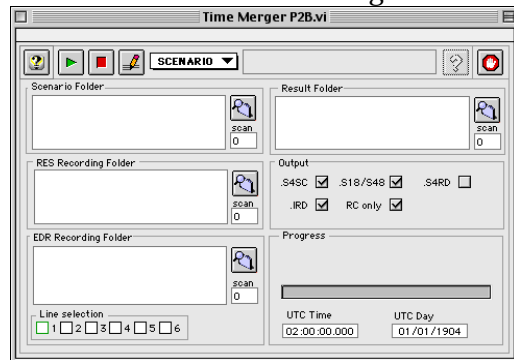 Time Merger P2B.vi
SCENARIO
Scenario Folder
scan
0
Result Folder
scan
0
RES Recording Folder
scan
0
Output
.S4SC .S18/S48 .S4RD
.IRD RC only
EDR Recording Folder
scan
0
Line selection
1 2 3 4 5 6
Progress
UTC Time UTC Day
02:00:00.000 01/01/1904